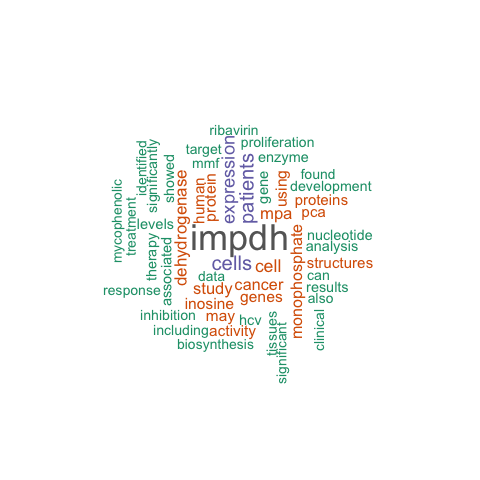 ribavirin
target
proliferation
mmf
enzyme
identified
significantly
showed
expression
patients
gene
using
found
development
mycophenolic
treatment
dehydrogenase
human
protein
mpa
proteins
pca
levels
impdh
nucleotide
analysis
therapy
associated
cells
cell
monophosphate
structures
data
can
response
study
cancer
results
inosine
genes
also
inhibition
may
hcv
including
activity
tissues
significant
clinical
biosynthesis